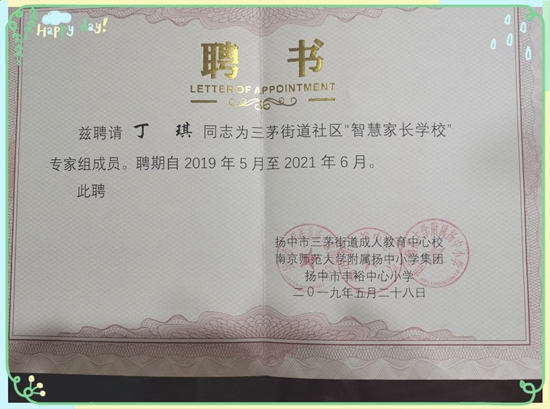 Happy day!
聘书
LETTER OF APPOINTMENT
兹聘请 丁 琪 同志为三茅街道社区“智慧家长学校”
专家组成员。聘期自 2019 年 5 月至 2021 年 6 月。
此聘
扬中市三茅街道成人教育中心校
南京师范大学附属扬中小学集团
扬中市丰裕中心小学
二〇一九年五月二十八日